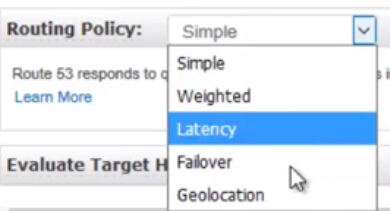 Routing Policy: Simple
Simple
Route 53 responds to q
Learn More
Weighted
Latency
Evaluate Target H
Failover
Geolocation